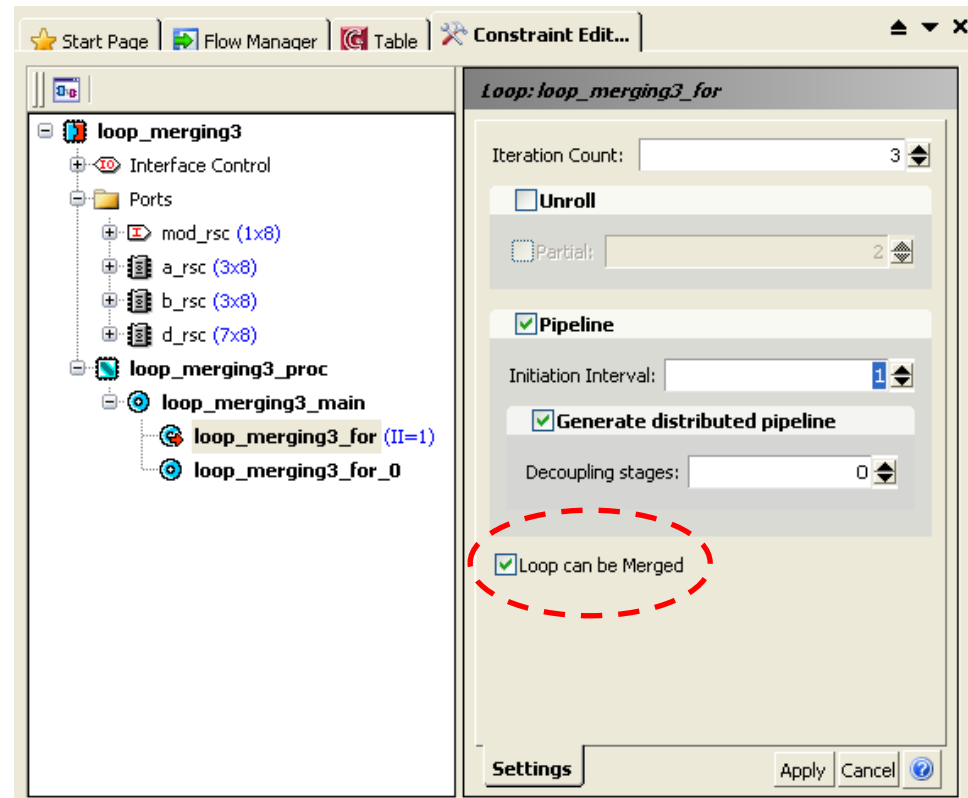 Start Page Flow Manager Table Constraint Edit...
Loop: loop_merging3_for
loop_merging3
Interface Control
Ports
mod_rsc (1x8)
a_rsc (3x8)
b_rsc (3x8)
d_rsc (7x8)
loop_merging3_proc
loop_merging3_main
loop_merging3_for (II=1)
loop_merging3_for_0
Iteration Count: 3
Unroll
Partial: 2
Pipeline
Initiation Interval: 1
Generate distributed pipeline
Decoupling stages: 0
Loop can be Merged
Settings
Apply Cancel ?